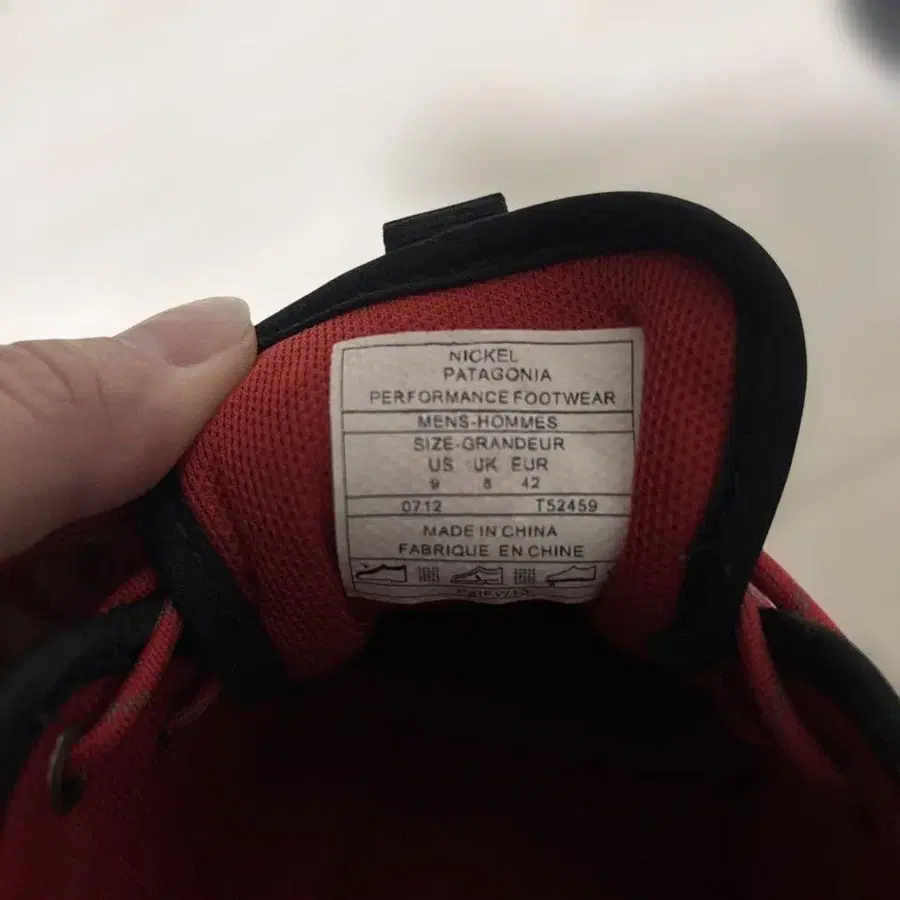 NICKEL
PATAGONIA
PERFORMANCE FOOTWEAR
MENS-HOMMES
SIZE-GRANDEUR
US UK EUR
9 8 42
0712 T52459
MADE IN CHINA
FABRIQUE EN CHINE